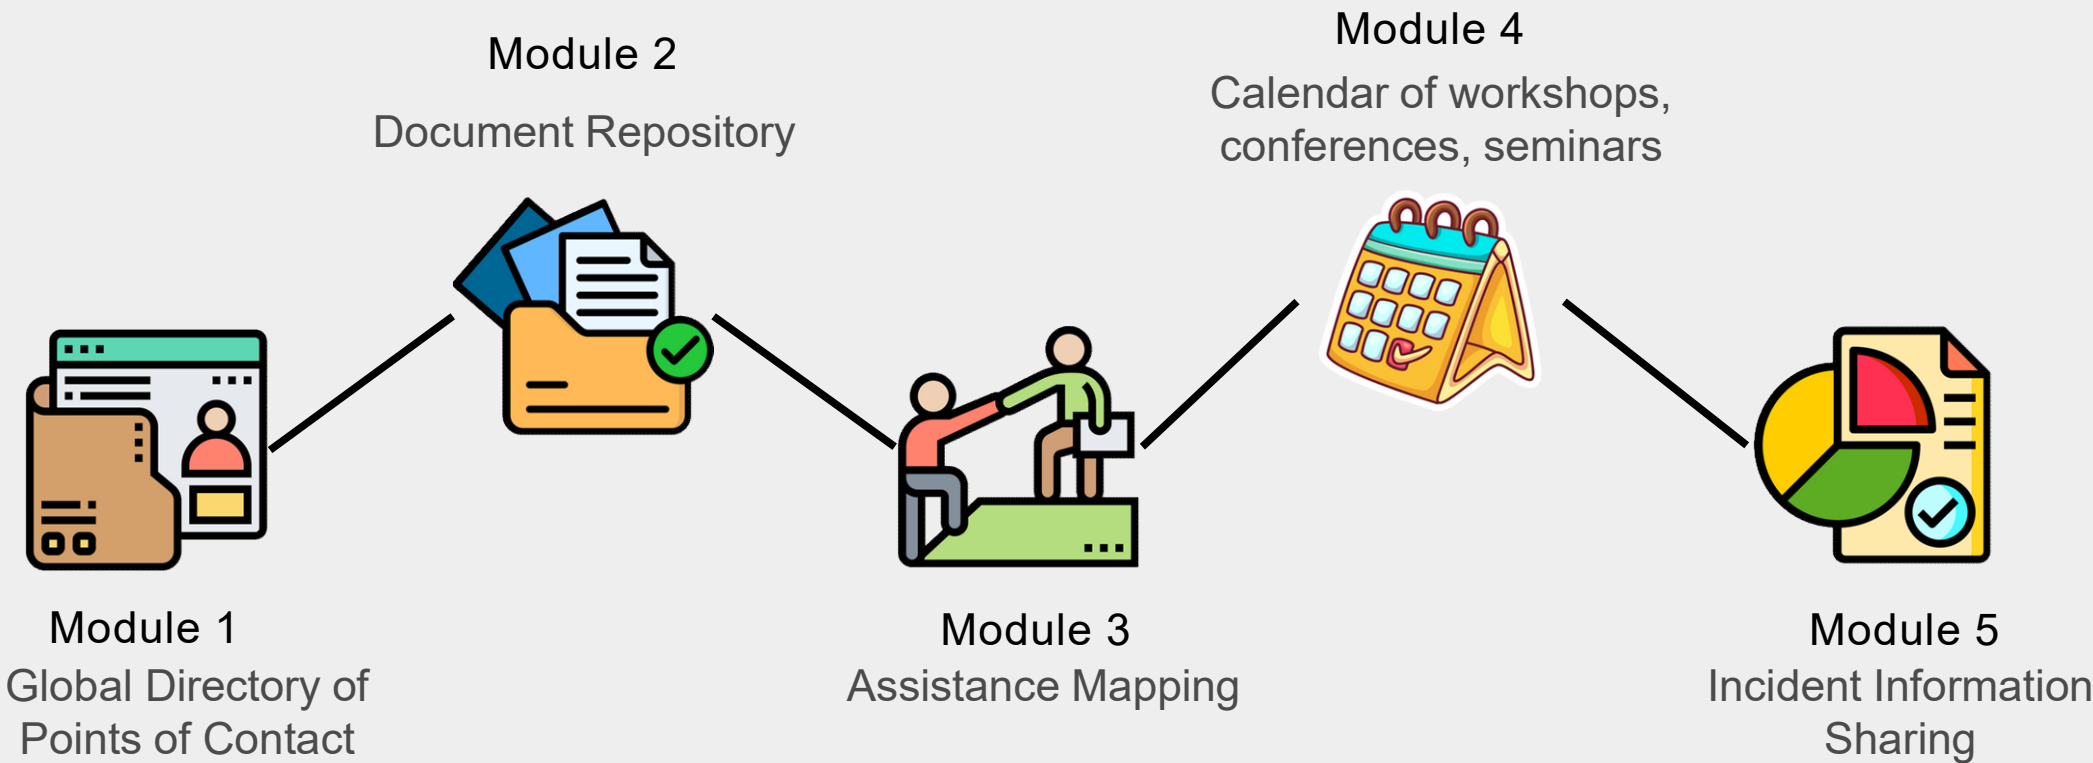 Module 1
Global Directory of
Points of Contact
Module 2
Document Repository
Module 3
Assistance Mapping
Module 4
Calendar of workshops,
conferences, seminars
Module 5
Incident Information
Sharing